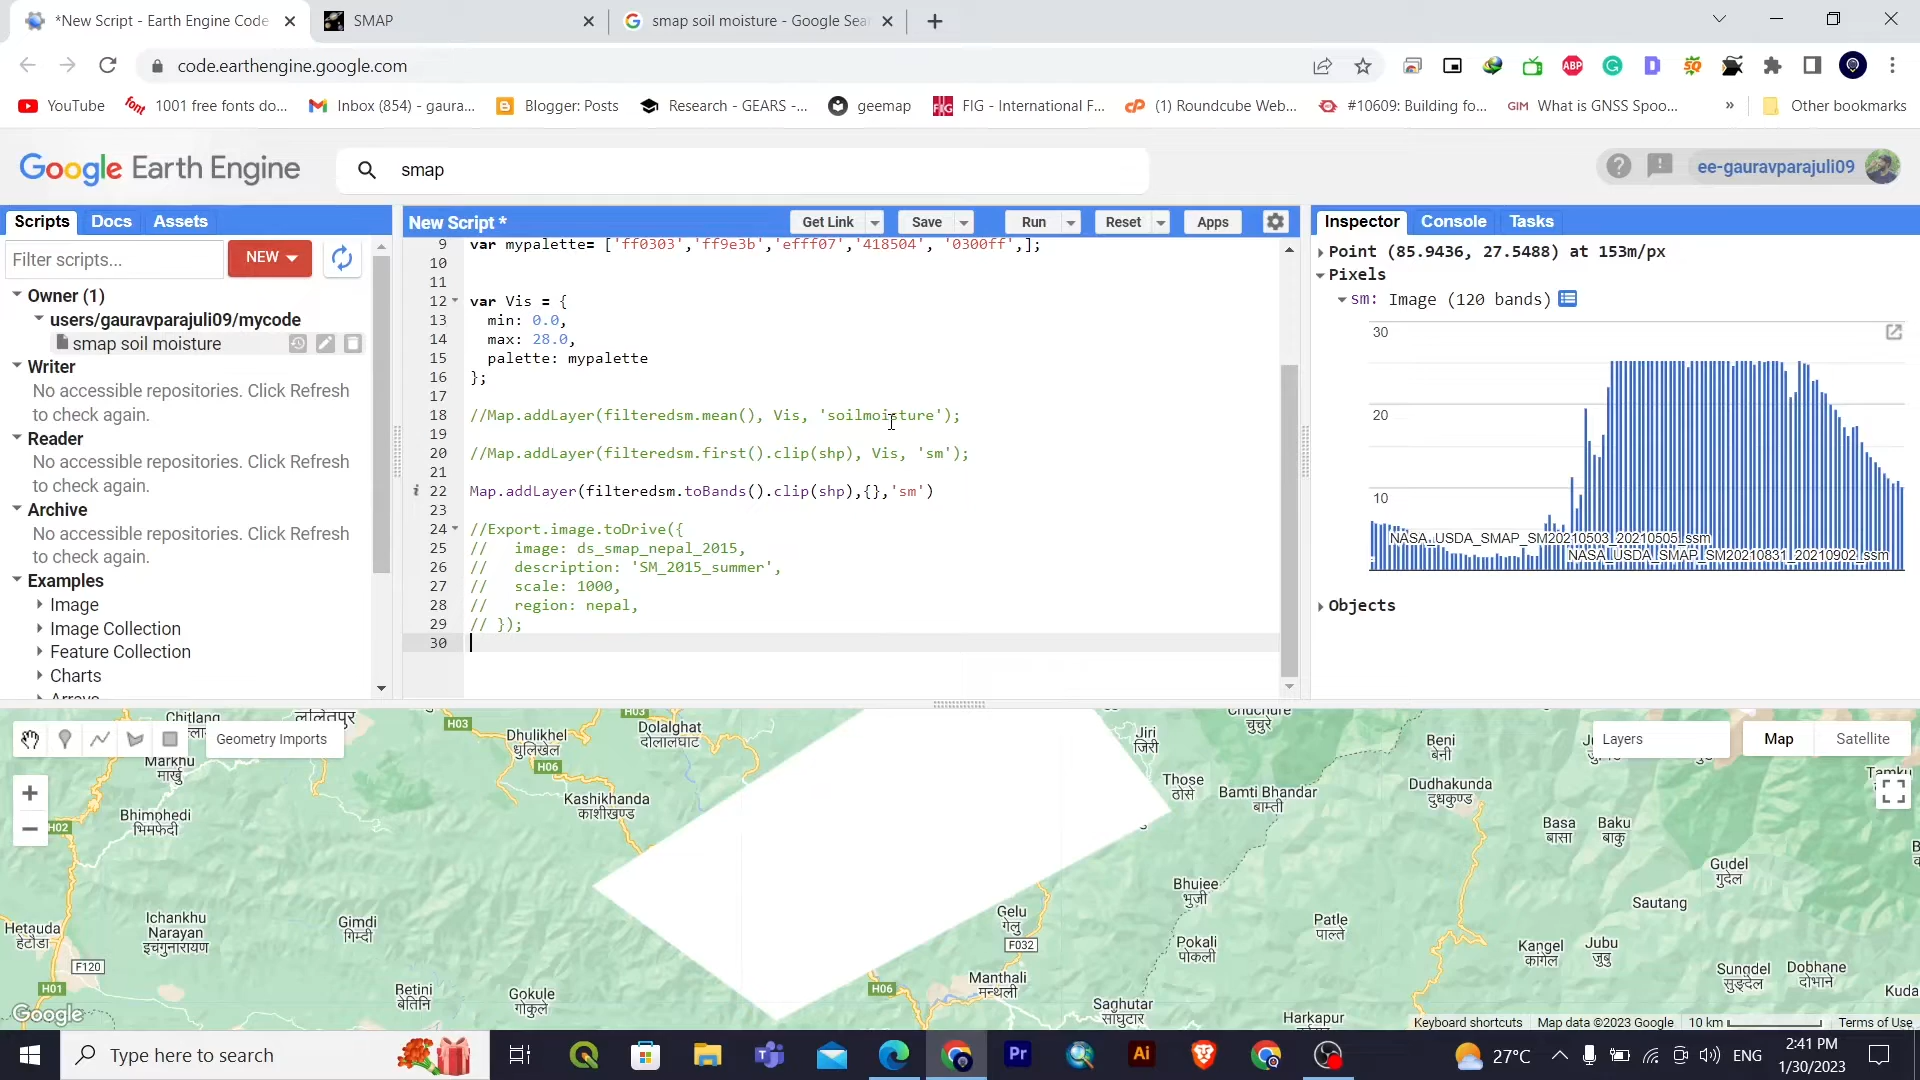 *New Script - Earth Engine Code
SMAP
smap soil moisture - Google Sear
code.earthengine.google.com
YouTube
1001 free fonts do...
Inbox (854) - gaura...
Blogger: Posts
Research - GEARS -...
geemap
FIG - International F...
(1) Roundcube Web...
#10609: Building fo...
GIM What is GNSS Spoo...
»
Other bookmarks
Google Earth Engine
smap
ee-gauravparajuli09
Scripts Docs Assets
New Script *
Get Link
Save
Run
Reset
Apps
Inspector Console Tasks
Filter scripts...
NEW
Owner (1)
users/gauravparajuli09/mycode
smap soil moisture
Writer
No accessible repositories. Click Refresh
to check again.
Reader
No accessible repositories. Click Refresh
to check again.
Archive
No accessible repositories. Click Refresh
to check again.
Examples
Image
Image Collection
Feature Collection
Charts
Arrays
9 var mypalette= ['ff0303','ff9e3b','efff07','418504', '0300ff',];
10
11
12 var Vis = {
13 min: 0.0,
14 max: 28.0,
15 palette: mypalette
16 };
17
18 //Map.addLayer(filteredsm.mean(), Vis, 'soilmoisture');
19
20 //Map.addLayer(filteredsm.first().clip(shp), Vis, 'sm');
21
i 22 Map.addLayer(filteredsm.toBands().clip(shp),{},'sm')
23
24 //Export.image.toDrive({
25 // image: ds_smap_nepal_2015,
26 // description: 'SM_2015_summer',
27 // scale: 1000,
28 // region: nepal,
29 // });
30
Point (85.9436, 27.5488) at 153m/px
Pixels
sm: Image (120 bands)
30
20
10
NASA_USDA_SMAP_SM20210503_20210505_ssm
NASA_USDA_SMAP_SM20210831_20210902_ssm
Objects
Geometry Imports
Layers
Map
Satellite
Chitlang
ललितपुर
H03
H03
Dolalghat
दोलालघाट
Dhulikhel
धुलिखेल
H06
Markhu
मार्खु
Chuchure
चुचुरे
Jiri
जिरी
Beni
बेनी
Those
ठोसे
Bamti Bhandar
बाम्ती
Dudhakunda
दुधकुण्ड
Kashikhanda
काशीखण्ड
H02
Bhimphedi
भिमफेदी
Basa
बासा
Baku
बाकु
Gudel
गुदेल
Sautang
Bhujee
भुजी
Gelu
गेलु
F032
Patle
पाल्ले
Ichankhu
Narayan
इचंगुनारायण
Gimdi
गिम्दी
Hetauda
हेटौडा
F120
H01
Pokali
पोकली
Kangel
कांगेल
Jubu
जुबु
Sungdel
सुङ्देल
Dobhane
दोभाने
Kuda
Manthali
मन्थली
H06
Betini
बेतिनि
Gokule
गोकुले
Saghutar
साँघुटार
Harkapur
Google
Keyboard shortcuts
Map data ©2023 Google
10 km
Terms of Use
Type here to search
27°C
ENG
2:41 PM
1/30/2023